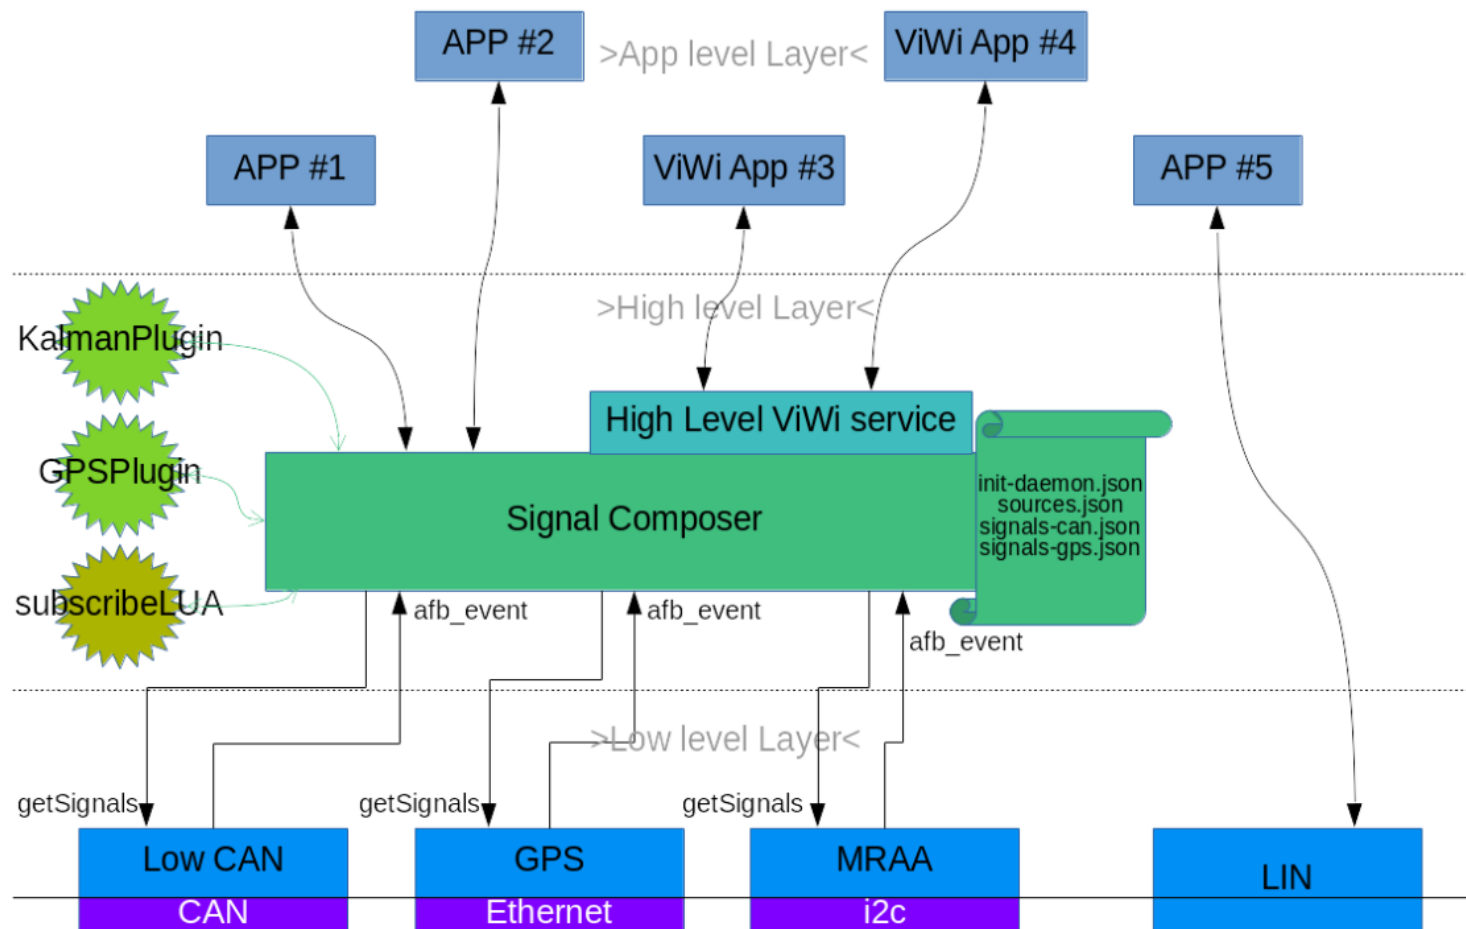 APP #2
>App level Layer<
ViWi App #4
APP #1
ViWi App #3
APP #5
>High level Layer<
KalmanPlugin
High Level ViWi service
GPSPlugin
init-daemon.json
sources.json
signals-can.json
signals-gps.json
Signal Composer
subscribeLUA
afb_event
afb_event
afb_event
>Low level Layer<
getSignals
getSignals
getSignals
Low CAN
GPS
MRAA
LIN
CAN
Ethernet
i2c